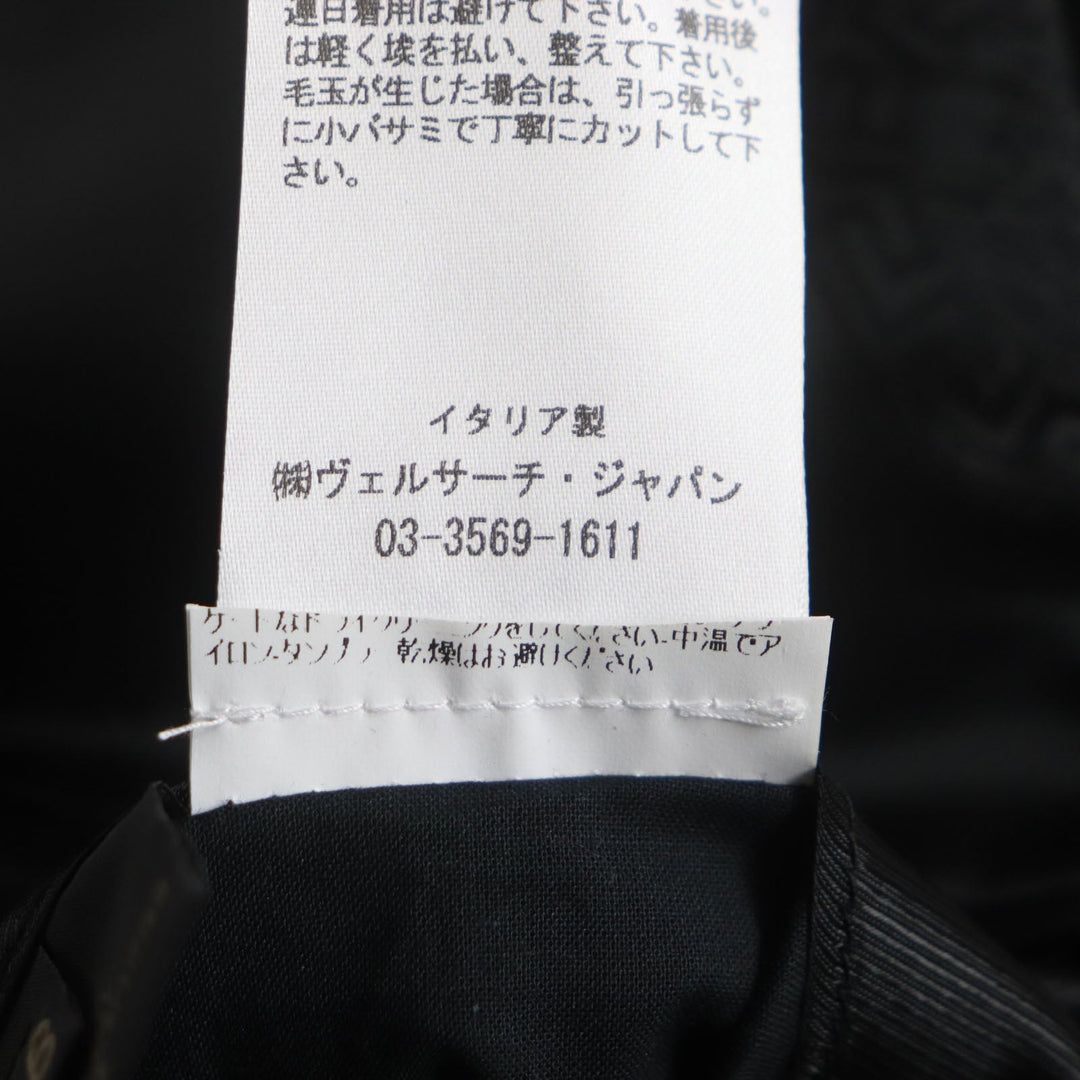 連日着用は避けて下さい。着用後
は軽く埃を払い、整えて下さい。
毛玉が生じた場合は、引っ張らず
に小バサミで丁寧にカットして下
さい。
イタリア製
㈱ヴェルサーチ・ジャパン
03-3569-1611
中温でア
乾燥はお避けください